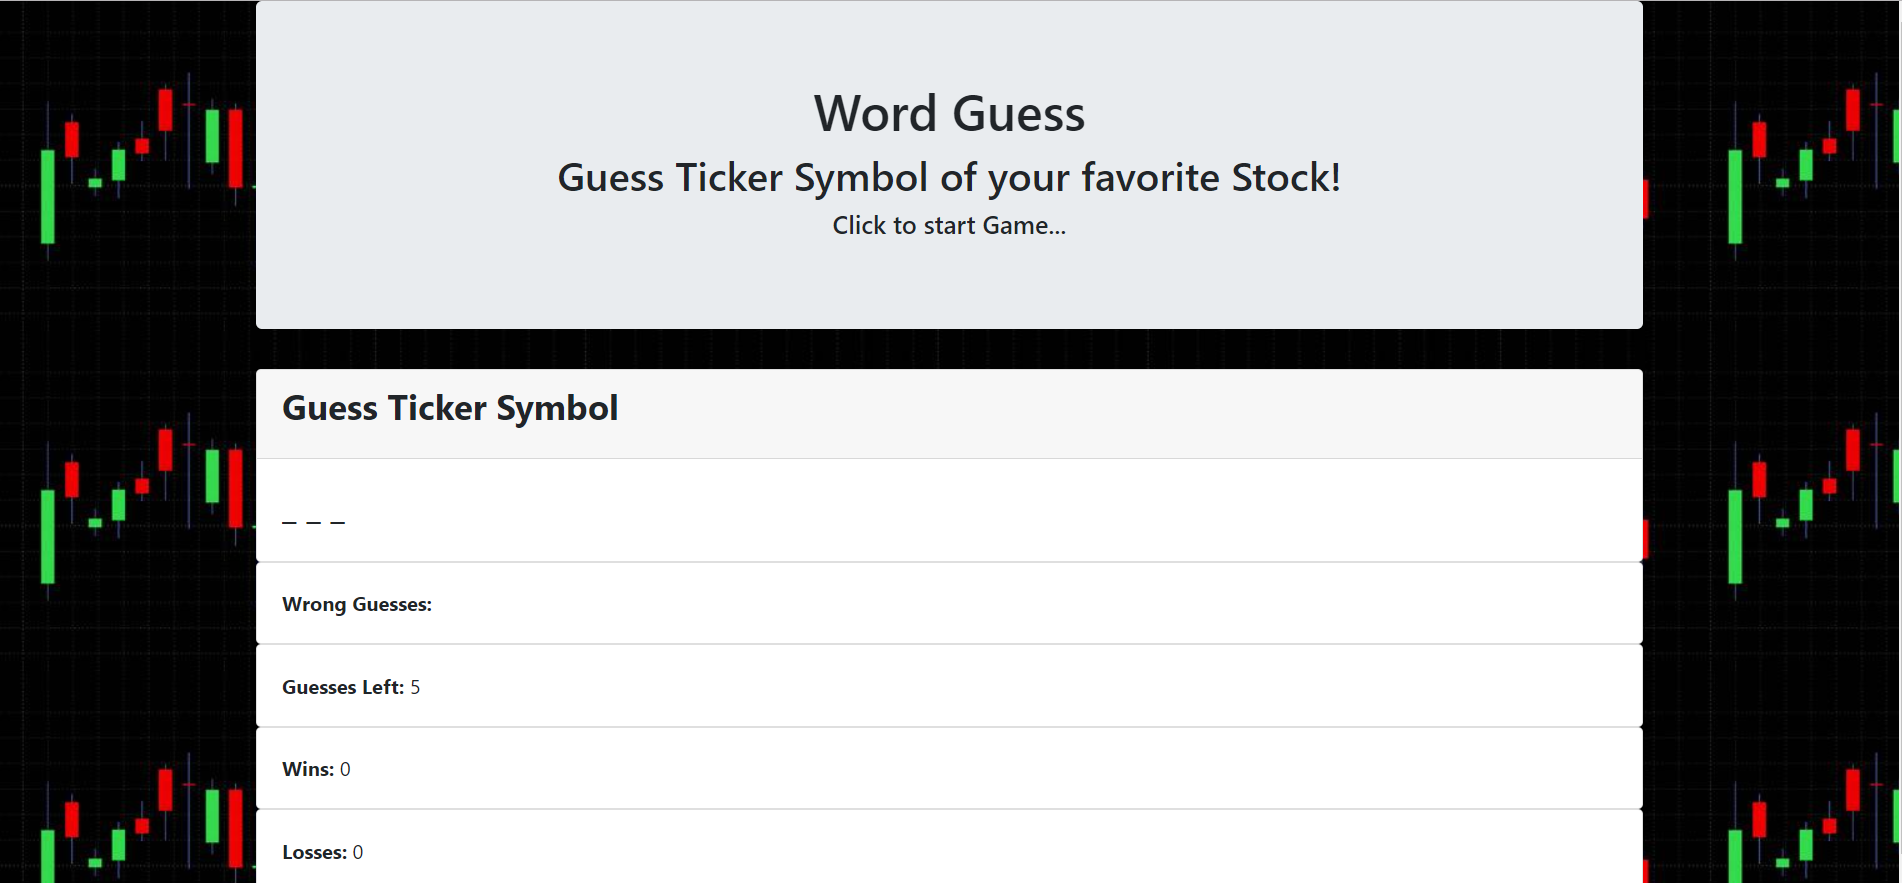 Word Guess
Guess Ticker Symbol of your favorite Stock!
Click to start Game...
Guess Ticker Symbol
_ _ _
Wrong Guesses:
Guesses Left: 5
Wins: 0
Losses: 0